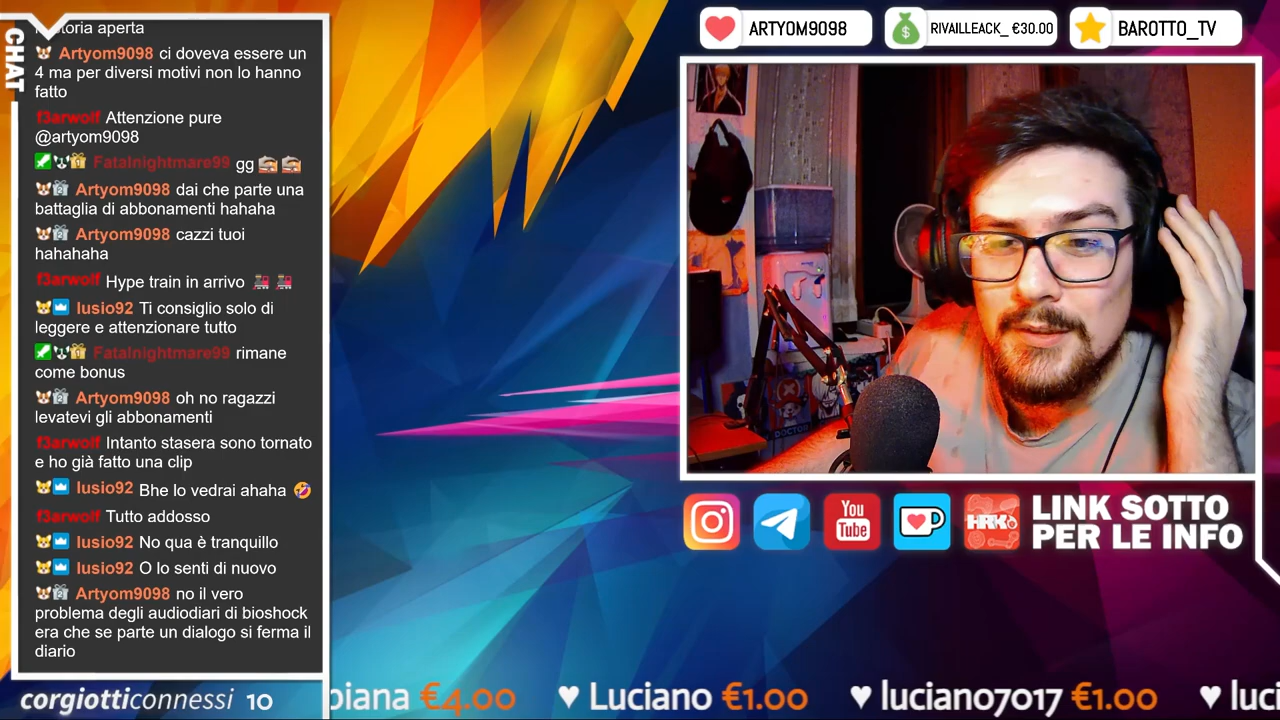 CHAT
storia aperta
Artyom9098 ci doveva essere un
4 ma per diversi motivi non lo hanno
fatto
f3arwolf Attenzione pure
@artyom9098
Fatalnightmare99 gg
Artyom9098 dai che parte una
battaglia di abbonamenti hahaha
Artyom9098 cazzi tuoi
hahahaha
f3arwolf Hype train in arrivo
lusio92 Ti consiglio solo di
leggere e attenzionare tutto
Fatalnightmare99 rimane
come bonus
Artyom9098 oh no ragazzi
levatevi gli abbonamenti
f3arwolf Intanto stasera sono tornato
e ho già fatto una clip
lusio92 Bhe lo vedrai ahaha
f3arwolf Tutto addosso
lusio92 No qua è tranquillo
lusio92 O lo senti di nuovo
Artyom9098 no il vero
problema degli audiodiari di bioshock
era che se parte un dialogo si ferma il
diario
corgiotticonnessi 10
ARTYOM9098
RIVAILLEACK_ €30.00
BAROTTO_TV
DOCTOR
You
Tube
HRK
LINK SOTTO
PER LE INFO
piana €4.00 ♥ Luciano €1.00 ♥ luciano7017 €1.00 ♥ luci